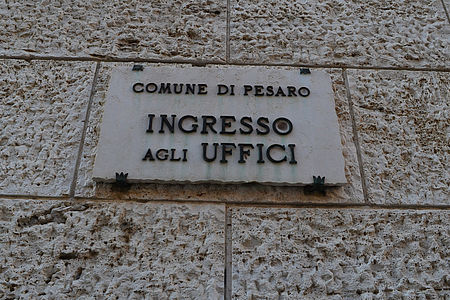 COMUNE DI PESARO
INGRESSO
AGLI UFFICI